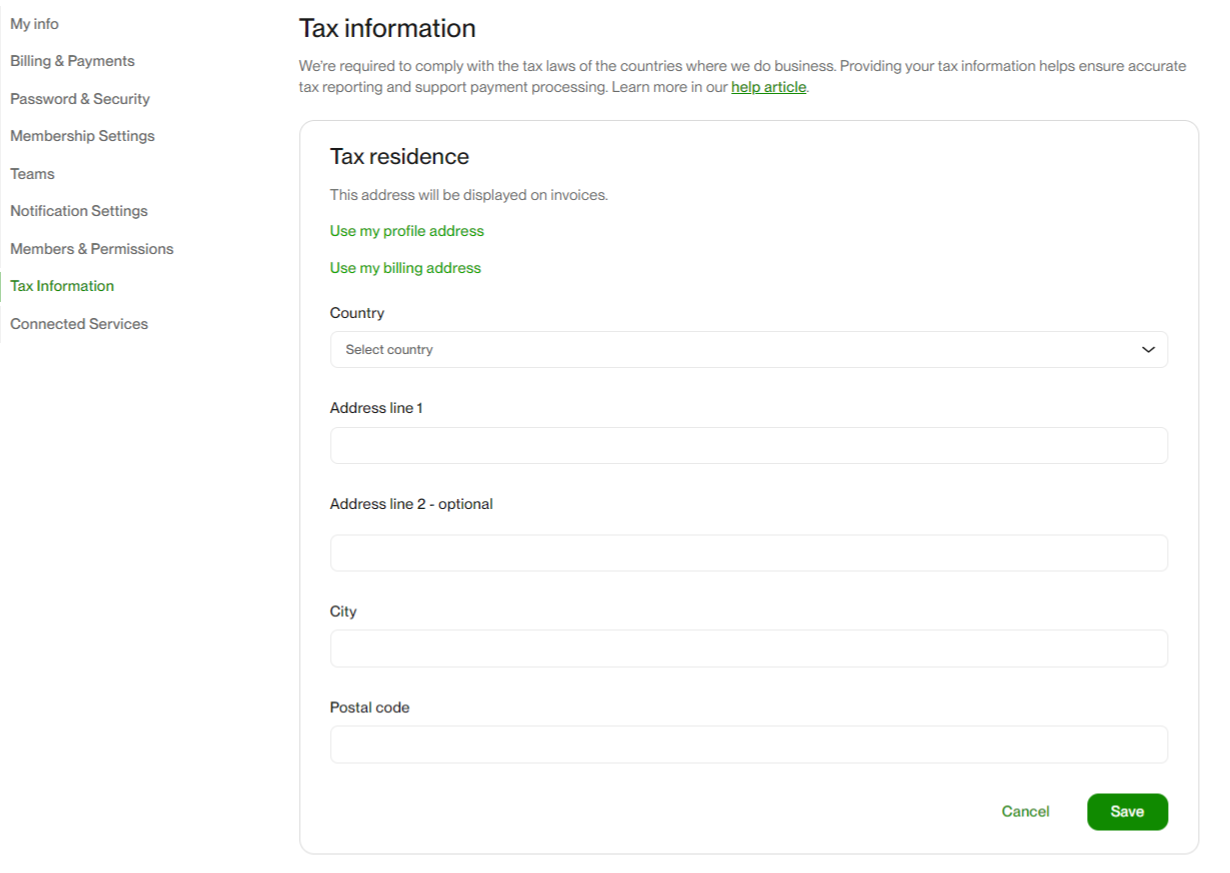 My info
Billing & Payments
Password & Security
Membership Settings
Teams
Notification Settings
Members & Permissions
Tax Information
Connected Services
Tax information
We're required to comply with the tax laws of the countries where we do business. Providing your tax information helps ensure accurate
tax reporting and support payment processing. Learn more in our help article.
Tax residence
This address will be displayed on invoices.
Use my profile address
Use my billing address
Country
Select country
Address line 1
Address line 2 - optional
City
Postal code
Cancel
Save